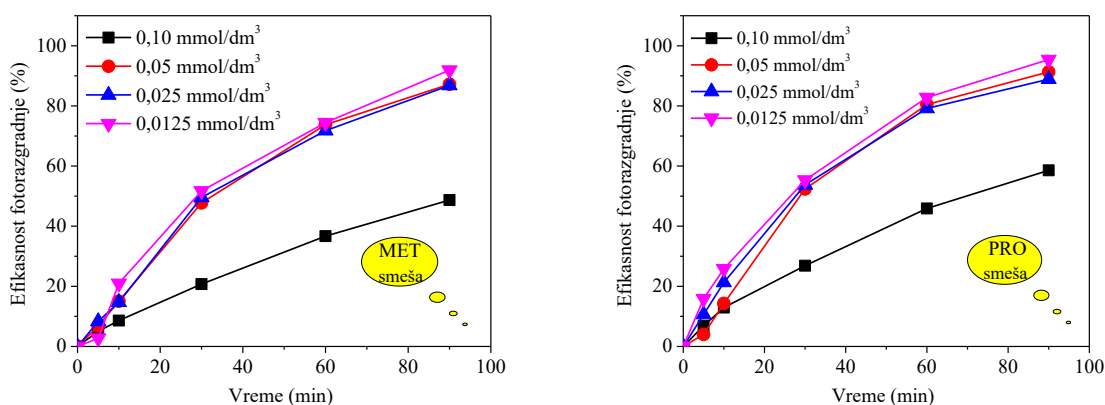 100
80
60
40
20
0
Efikasnost fotorazgradnje (%)
0,10 mmol/dm³
0,05 mmol/dm³
0,025 mmol/dm³
0,0125 mmol/dm³
MET
smeša
0 20 40 60 80 100
Vreme (min)
100
80
60
40
20
0
Efikasnost fotorazgradnje (%)
0,10 mmol/dm³
0,05 mmol/dm³
0,025 mmol/dm³
0,0125 mmol/dm³
PRO
smeša
0 20 40 60 80 100
Vreme (min)